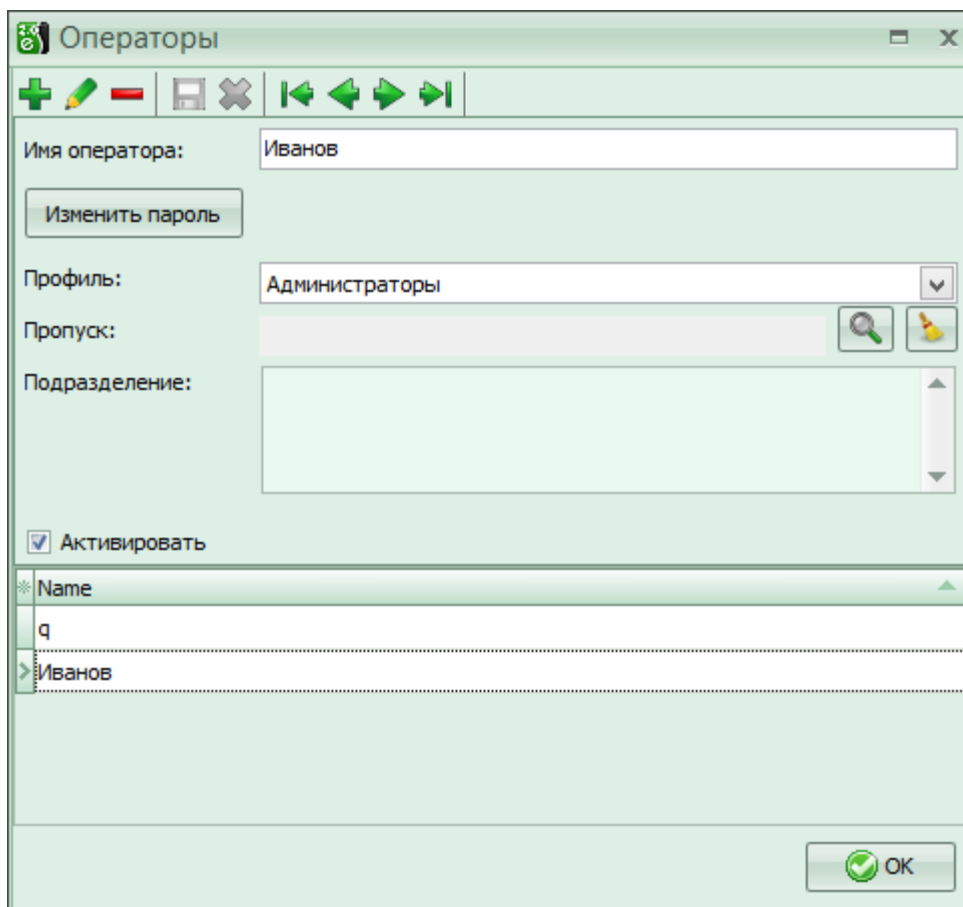 Операторы
Имя оператора: Иванов
Изменить пароль
Профиль: Администраторы
Пропуск:
Подразделение:
Активировать
Name
q
Иванов
OK